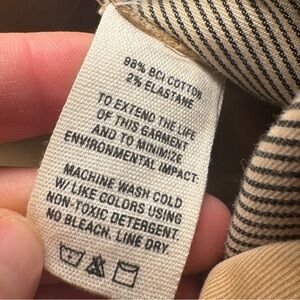 98% BCI COTTON
2% ELASTANE
TO EXTEND THE LIFE
OF THIS GARMENT
AND TO MINIMIZE
ENVIRONMENTAL IMPACT:
MACHINE WASH COLD
W/ LIKE COLORS USING
NON-TOXIC DETERGENT.
NO BLEACH. LINE DRY.